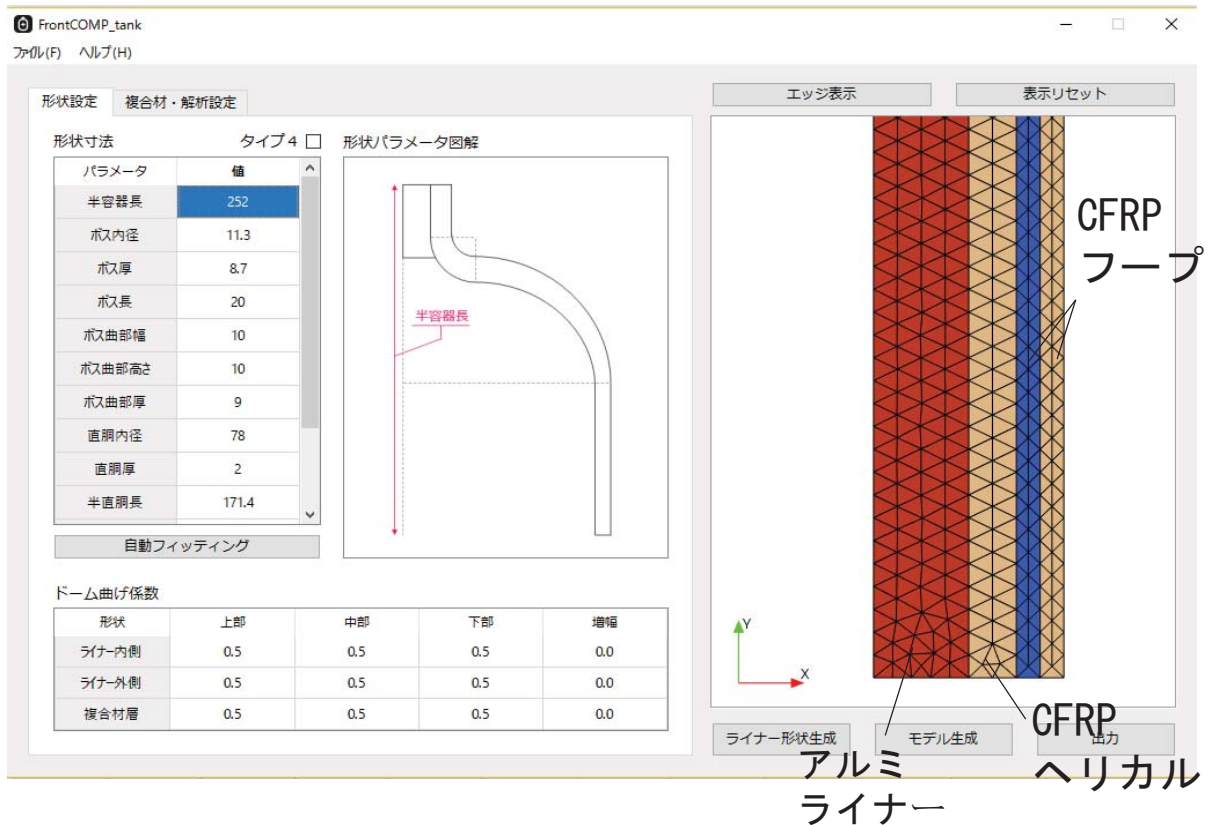 FrontCOMP_tank
ファイル(F) ヘルプ(H)
形状設定 複合材・解析設定
エッジ表示 表示リセット
形状寸法 タイプ4 形状パラメータ図解
パラメータ 値
半容器長 252
ボス内径 11.3
ボス厚 8.7
ボス長 20
ボス曲部幅 10
ボス曲部高さ 10
ボス曲部厚 9
直胴内径 78
直胴厚 2
半直胴長 171.4
自動フィッティング
半容器長
CFRP
フープ
ドーム曲げ係数
形状 上部 中部 下部 増幅
ライナー内側 0.5 0.5 0.5 0.0
ライナー外側 0.5 0.5 0.5 0.0
複合材層 0.5 0.5 0.5 0.0
Y
X
ライナー形状生成 モデル生成 出力
アルミ
ライナー
CFRP
ヘリカル